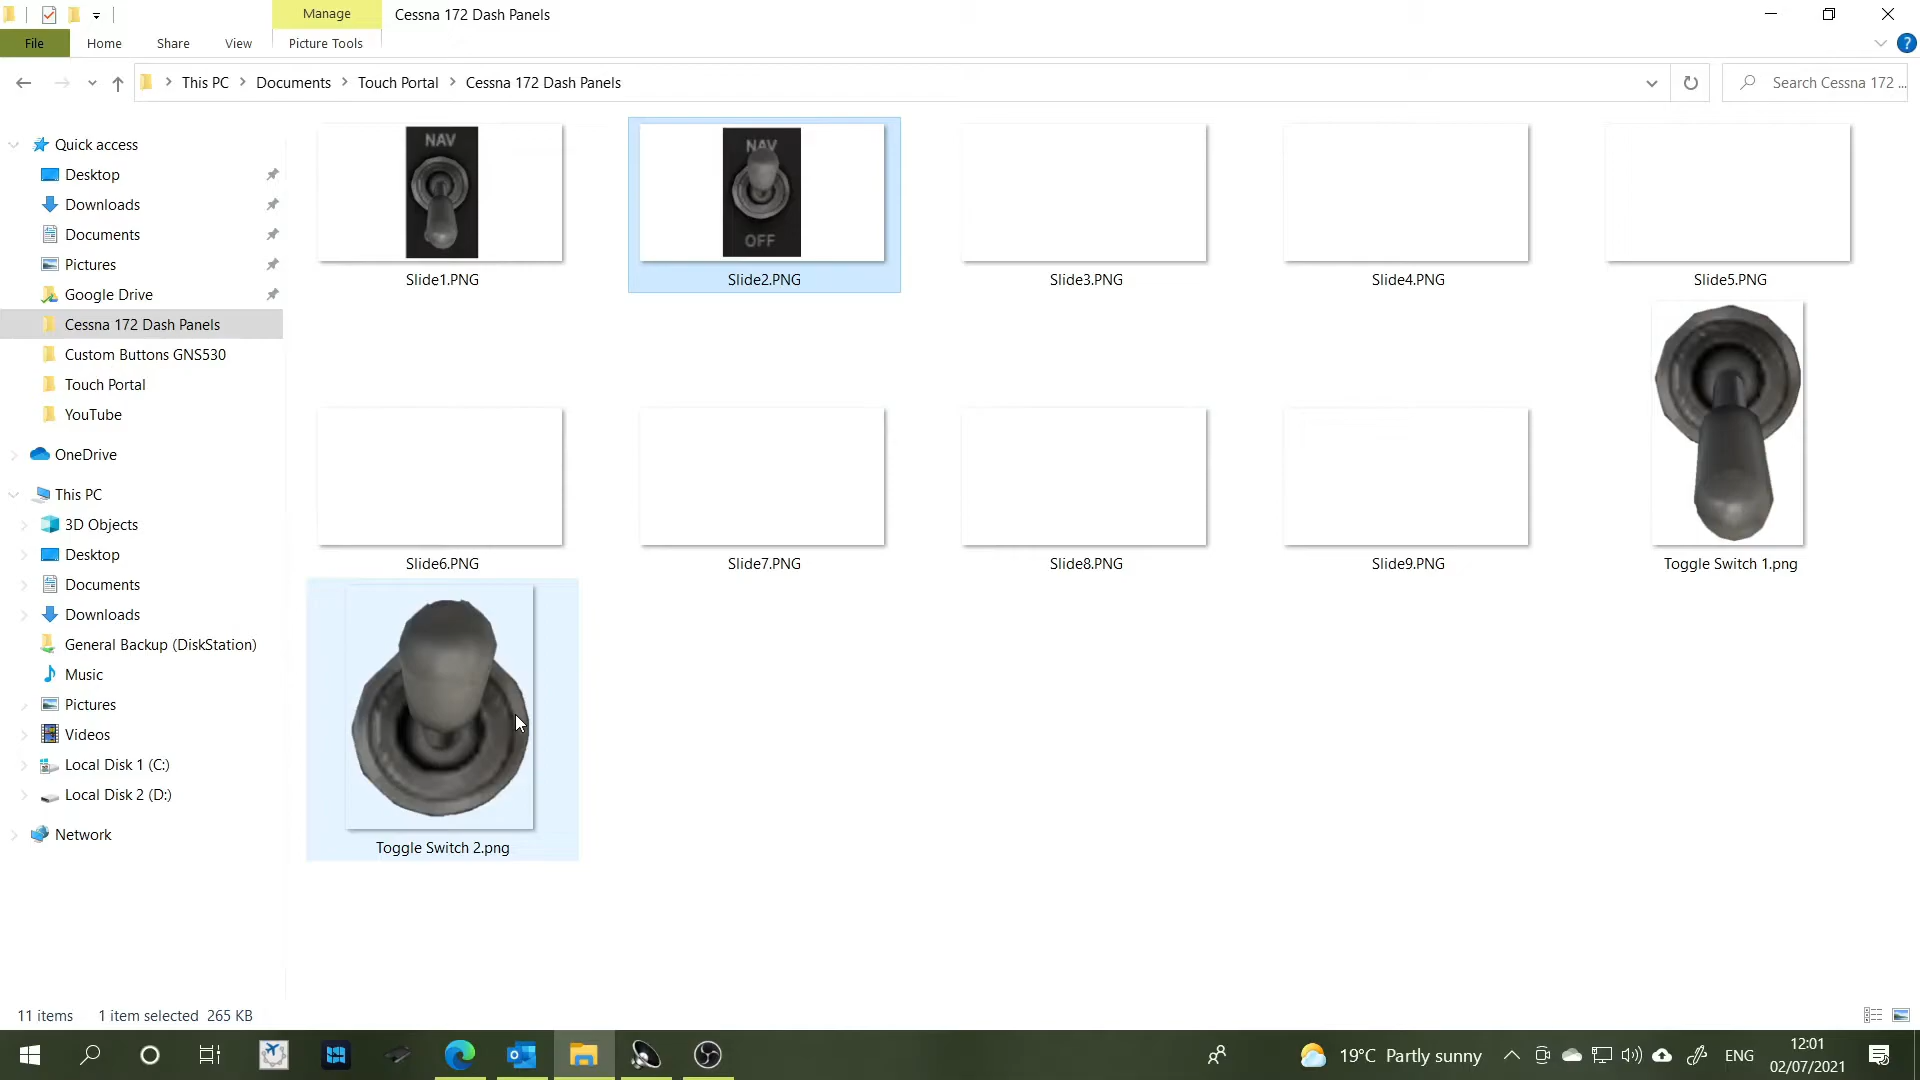 Manage
Cessna 172 Dash Panels
File
Home
Share
View
Picture Tools
This PC
Documents
Touch Portal
Cessna 172 Dash Panels
Search Cessna 172 ...
Quick access
Desktop
Downloads
Documents
Pictures
Google Drive
Cessna 172 Dash Panels
Custom Buttons GNS530
Touch Portal
YouTube
OneDrive
This PC
3D Objects
Desktop
Documents
Downloads
General Backup (DiskStation)
Music
Pictures
Videos
Local Disk 1 (C:)
Local Disk 2 (D:)
Network
NAV
Slide1.PNG
NAV
OFF
Slide2.PNG
Slide3.PNG
Slide4.PNG
Slide5.PNG
Slide6.PNG
Slide7.PNG
Slide8.PNG
Slide9.PNG
Toggle Switch 1.png
Toggle Switch 2.png
11 items
1 item selected 265 KB
19°C Partly sunny
ENG
12:01
02/07/2021